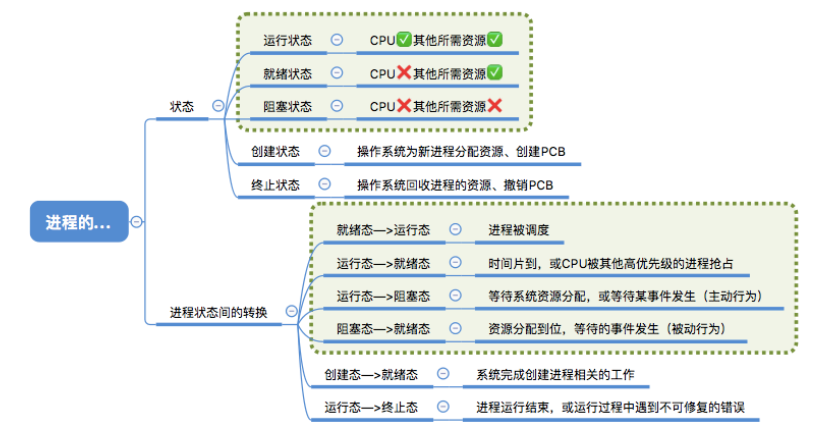 进程的...
状态
运行状态
CPU✅其他所需资源✅
就绪状态
CPU❌其他所需资源✅
阻塞状态
CPU❌其他所需资源❌
创建状态
操作系统为新进程分配资源、创建PCB
终止状态
操作系统回收进程的资源、撤销PCB
进程状态间的转换
就绪态—>运行态
进程被调度
运行态—>就绪态
时间片到，或CPU被其他高优先级的进程抢占
运行态—>阻塞态
等待系统资源分配，或等待某事件发生（主动行为）
阻塞态—>就绪态
资源分配到位，等待的事件发生（被动行为）
创建态—>就绪态
系统完成创建进程相关的工作
运行态—>终止态
进程运行结束，或运行过程中遇到不可修复的错误